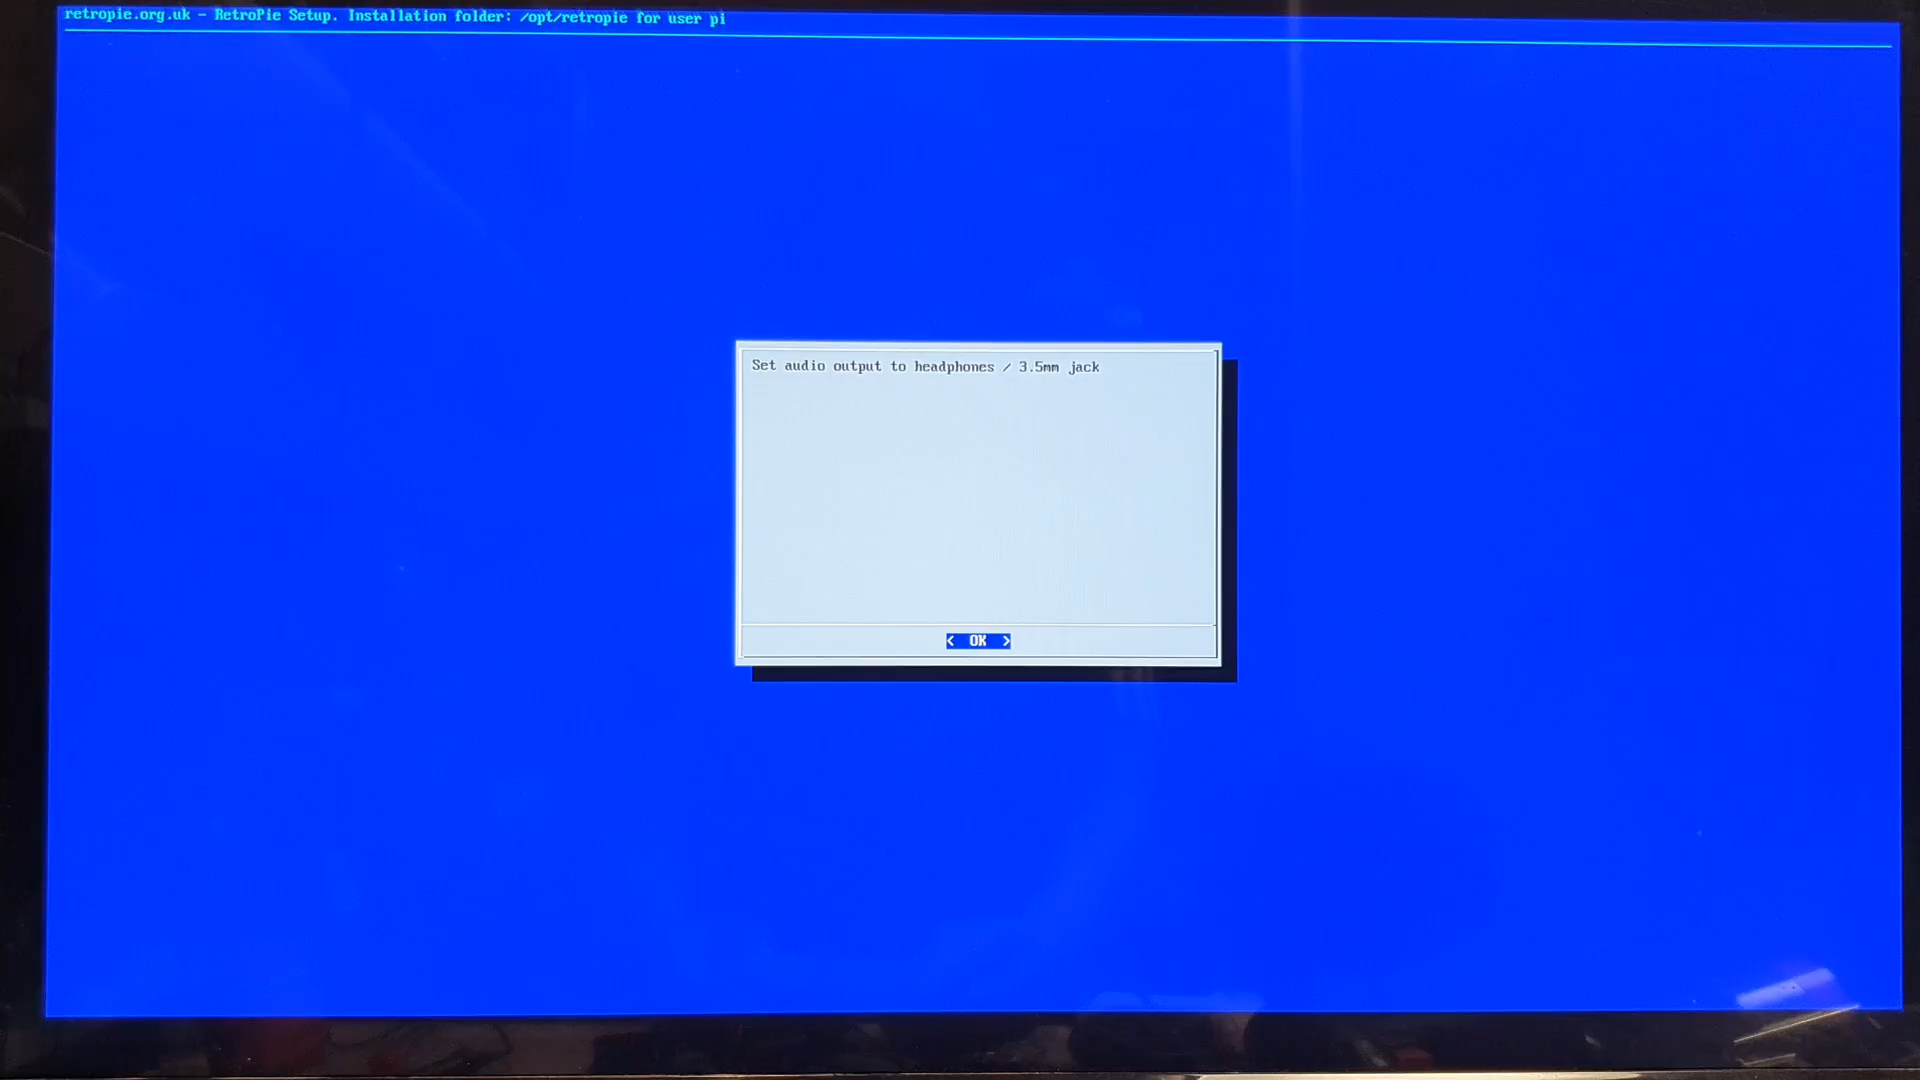 retropie.org.uk - RetroPie Setup. Installation folder: /opt/retropie for user pi
Set audio output to headphones / 3.5mm jack
< OK >